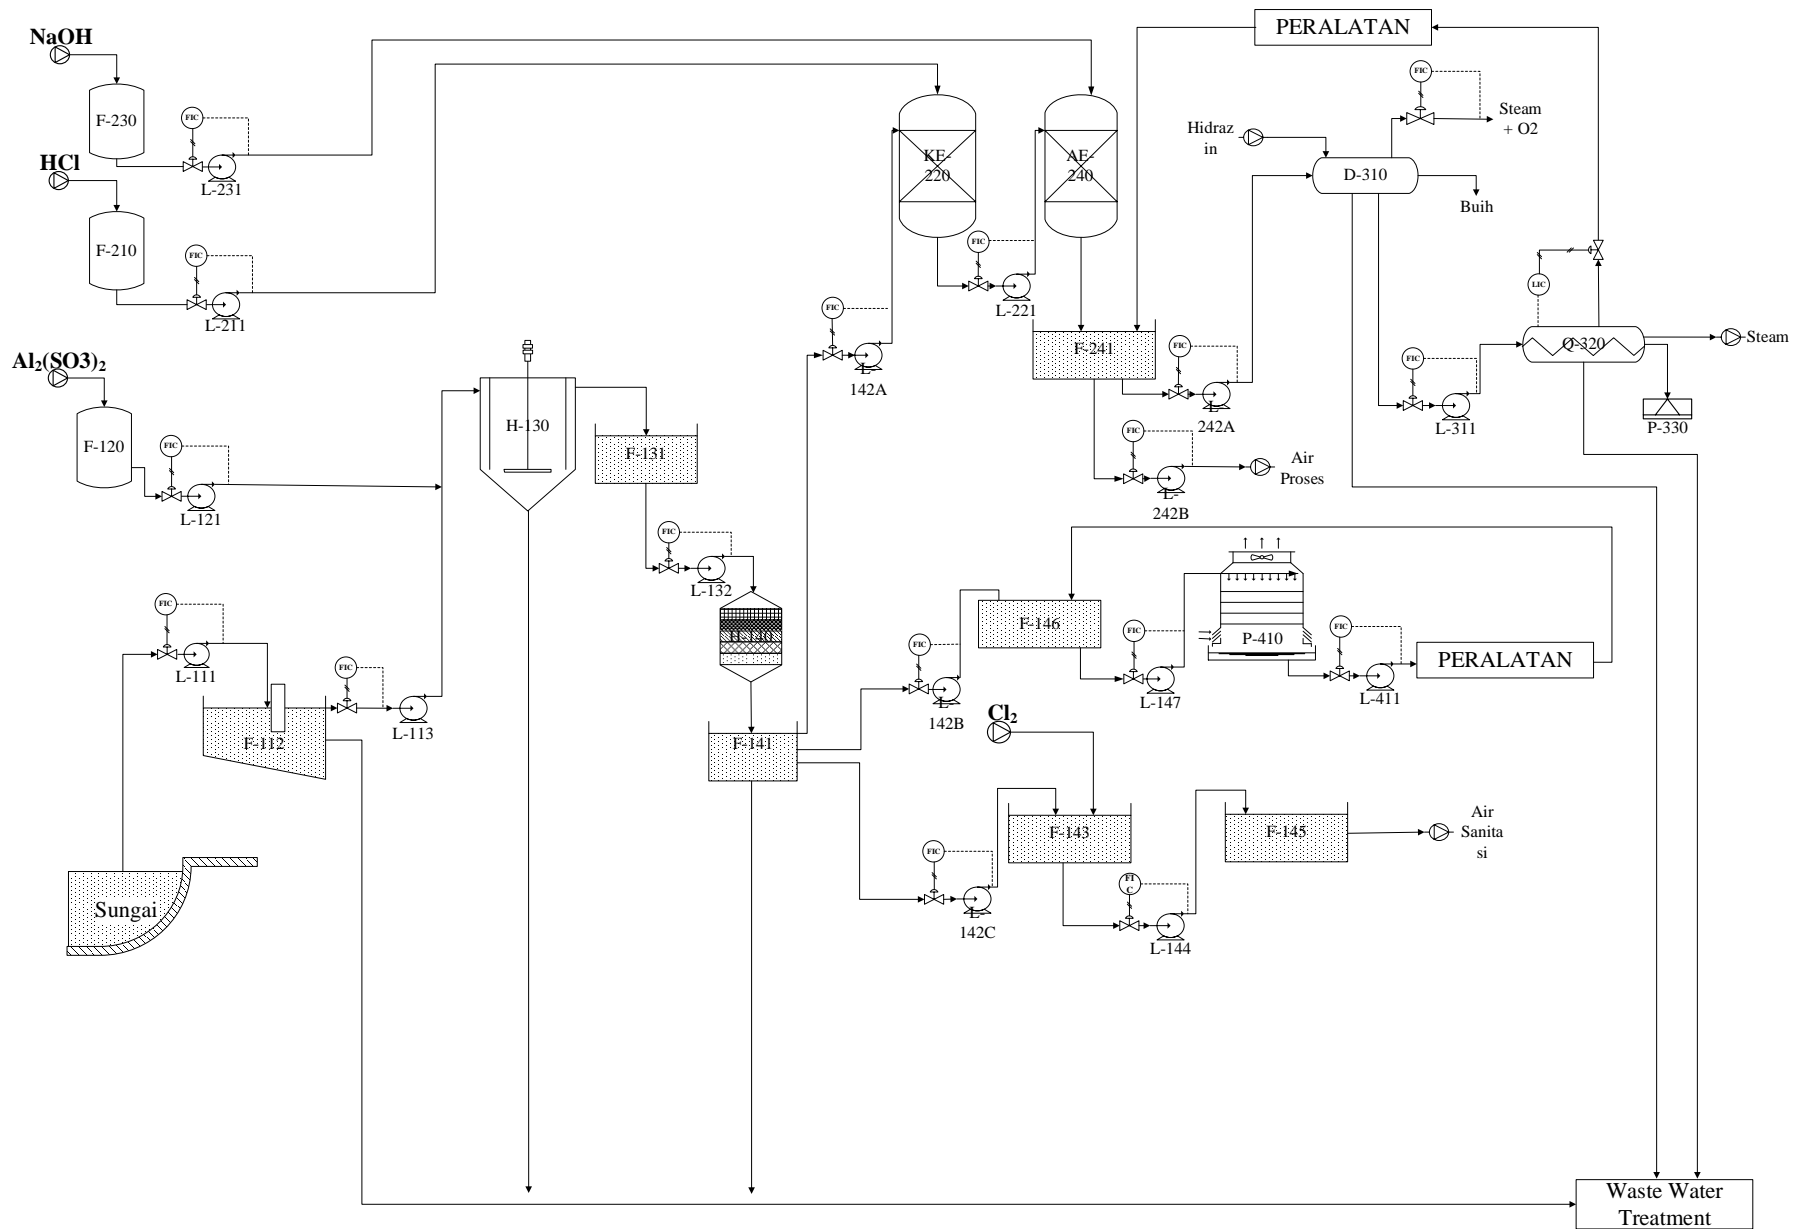 PERALATAN
NaOH
FIC
F-230
FIC
Steam
+ O2
Hidraz
in
HCl
L-231
KE-
220
AE-
240
D-310
Buih
F-210
FIC
FIC
L-211
L-221
FIC
LIC
Al₂(SO3)₂
F-241
FIC
L-
142A
FIC
Q-320
Steam
L-
242A
L-311
P-330
F-120
FIC
H-130
F-131
FIC
Air
Proses
L-
242B
L-121
FIC
L-132
FIC
L-111
H-140
F-146
FIC
L-147
P-410
FIC
L-411
PERALATAN
FIC
L-113
F-112
FIC
L-
142B
F-141
Cl₂
F-143
F-145
Air
Sanita
si
FIC
L-
142C
FI
C
L-144
Sungai
Waste Water
Treatment